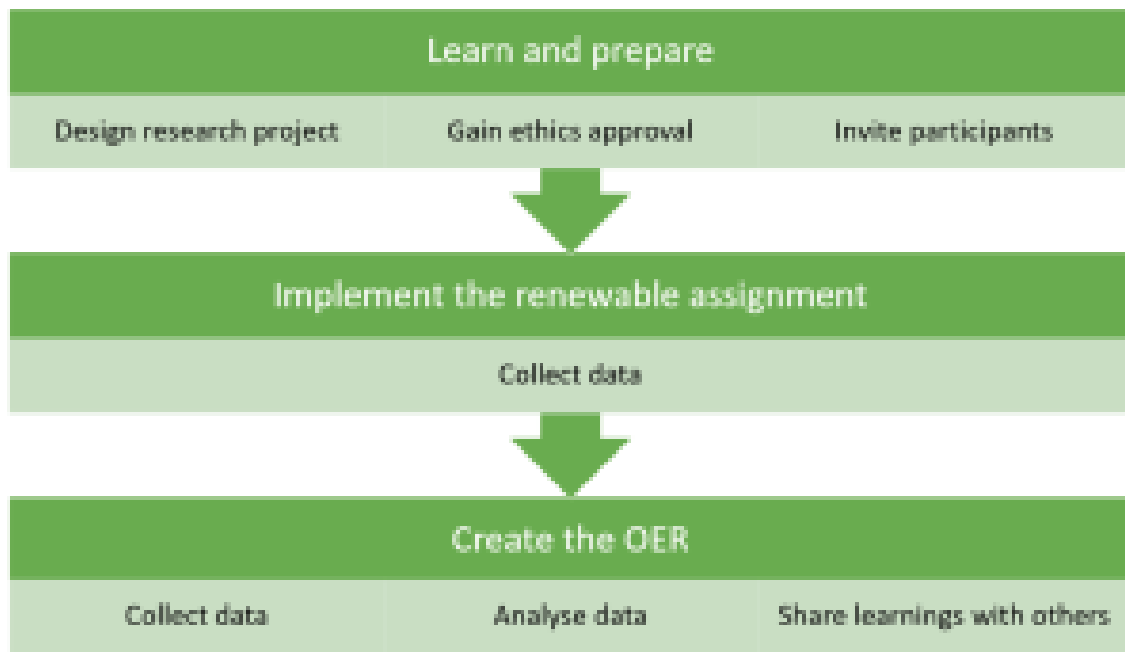 Learn and prepare
Design research project Gain ethics approval Invite participants
Implement the renewable assignment
Collect data
Create the OER
Collect data Analyse data Share learnings with others